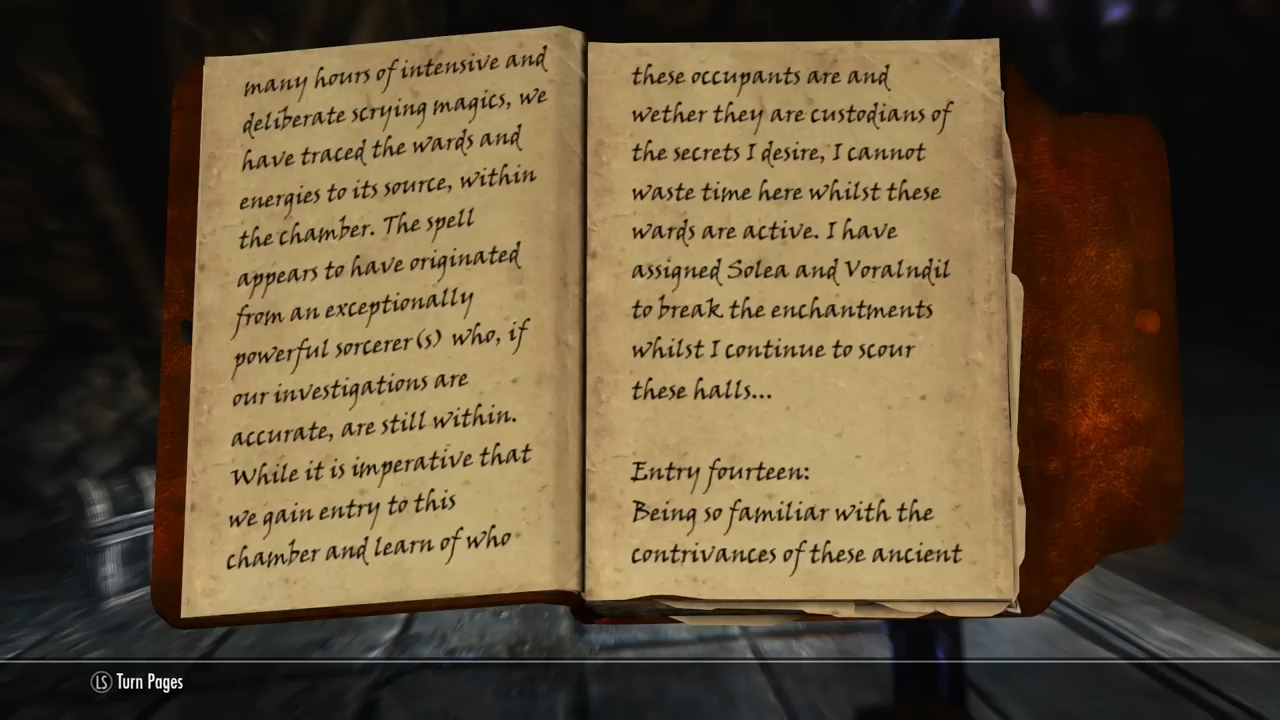 many hours of intensive and
deliberate scrying magics, we
have traced the wards and
energies to its source, within
the chamber. The spell
appears to have originated
from an exceptionally
powerful sorcerer(s) who, if
our investigations are
accurate, are still within.
While it is imperative that
we gain entry to this
chamber and learn of who
these occupants are and
wether they are custodians of
the secrets I desire, I cannot
waste time here whilst these
wards are active. I have
assigned Solea and Voralndil
to break the enchantments
whilst I continue to scour
these halls...
Entry fourteen:
Being so familiar with the
contrivances of these ancient
LS Turn Pages